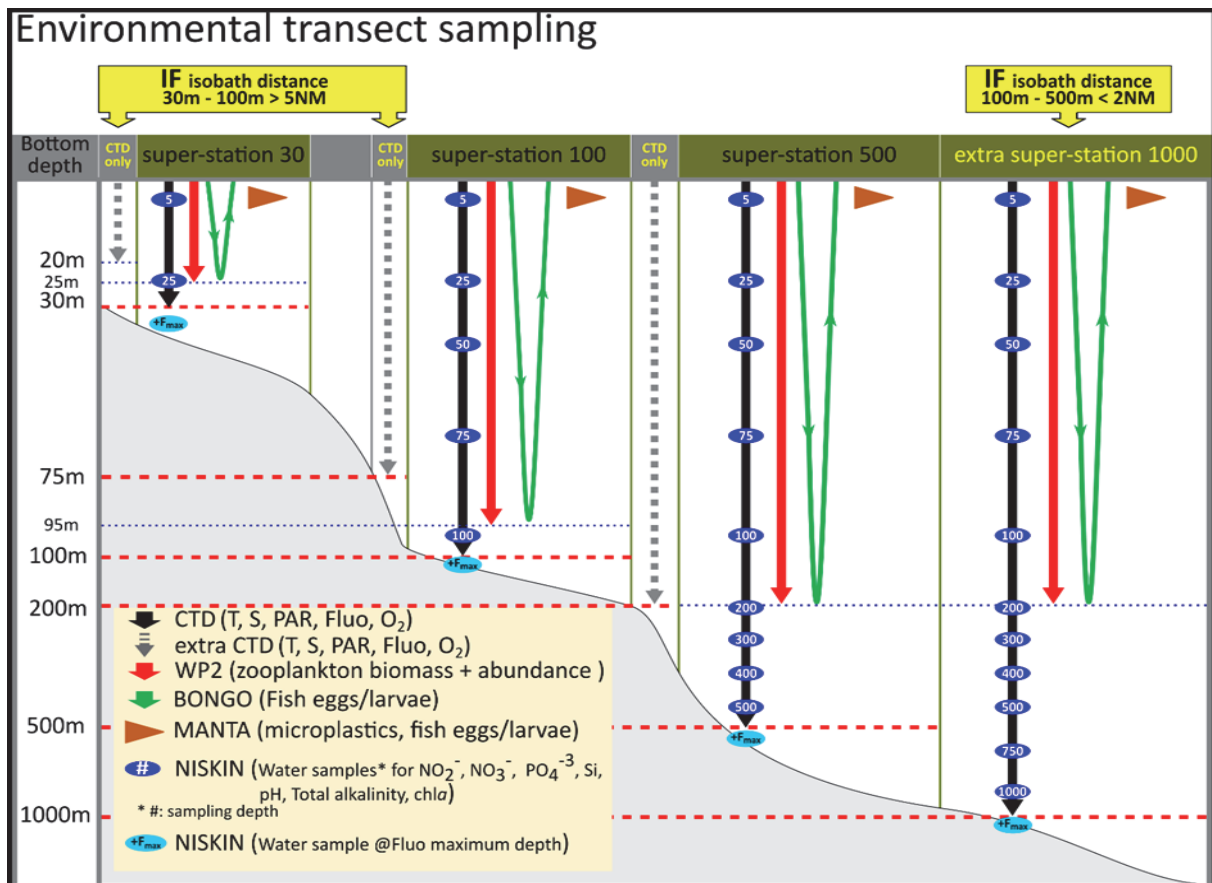 Environmental transect sampling
IF isobath distance
30m - 100m > 5NM
IF isobath distance
100m - 500m < 2NM
Bottom
depth
CTD
only
super-station 30
CTD
only
super-station 100
CTD
only
super-station 500
extra super-station 1000
20m
25m
30m
75m
95m
100m
200m
500m
1000m
5
25
+Fmax
5
25
50
75
100
+Fmax
5
25
50
75
100
200
300
400
500
+Fmax
5
25
50
75
100
200
300
400
500
750
1000
+Fmax
CTD (T, S, PAR, Fluo, O₂)
extra CTD (T, S, PAR, Fluo, O₂)
WP2 (zooplankton biomass + abundance )
BONGO (Fish eggs/larvae)
MANTA (microplastics, fish eggs/larvae)
# NISKIN (Water samples* for NO₂⁻, NO₃⁻, PO₄⁻³, Si,
pH, Total alkalinity, chla)
* #: sampling depth
+Fmax NISKIN (Water sample @Fluo maximum depth)